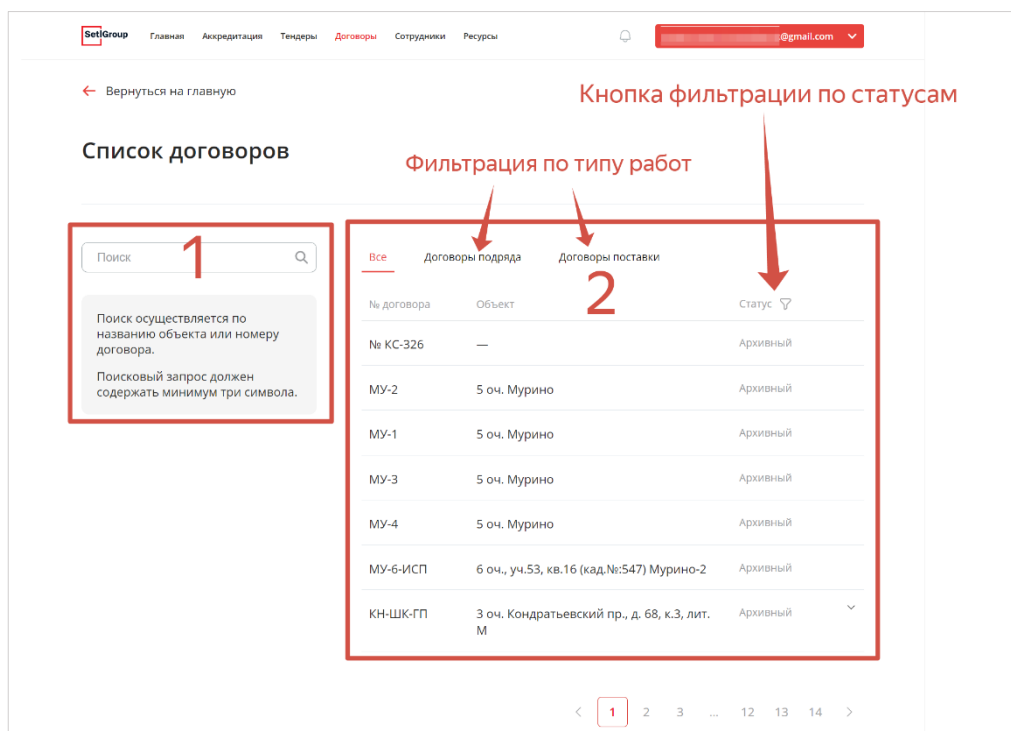 SetlGroup Главная Аккредитация Тендеры Договоры Сотрудники Ресурсы @gmail.com
Вернуться на главную
Кнопка фильтрации по статусам
Список договоров
Фильтрация по типу работ
1
Поиск
Поиск осуществляется по
названию объекта или номеру
договора.
Поисковый запрос должен
содержать минимум три символа.
Все Договоры подряда Договоры поставки
2
№ договора Объект Статус
№ КС-326 — Архивный
МУ-2 5 оч. Мурино Архивный
МУ-1 5 оч. Мурино Архивный
МУ-3 5 оч. Мурино Архивный
МУ-4 5 оч. Мурино Архивный
МУ-6-ИСП 6 оч., уч.53, кв.16 (кад.№:547) Мурино-2 Архивный
КН-ШК-ГП 3 оч. Кондратьевский пр., д. 68, к.3, лит. Архивный
М
< 1 2 3 ... 12 13 14 >